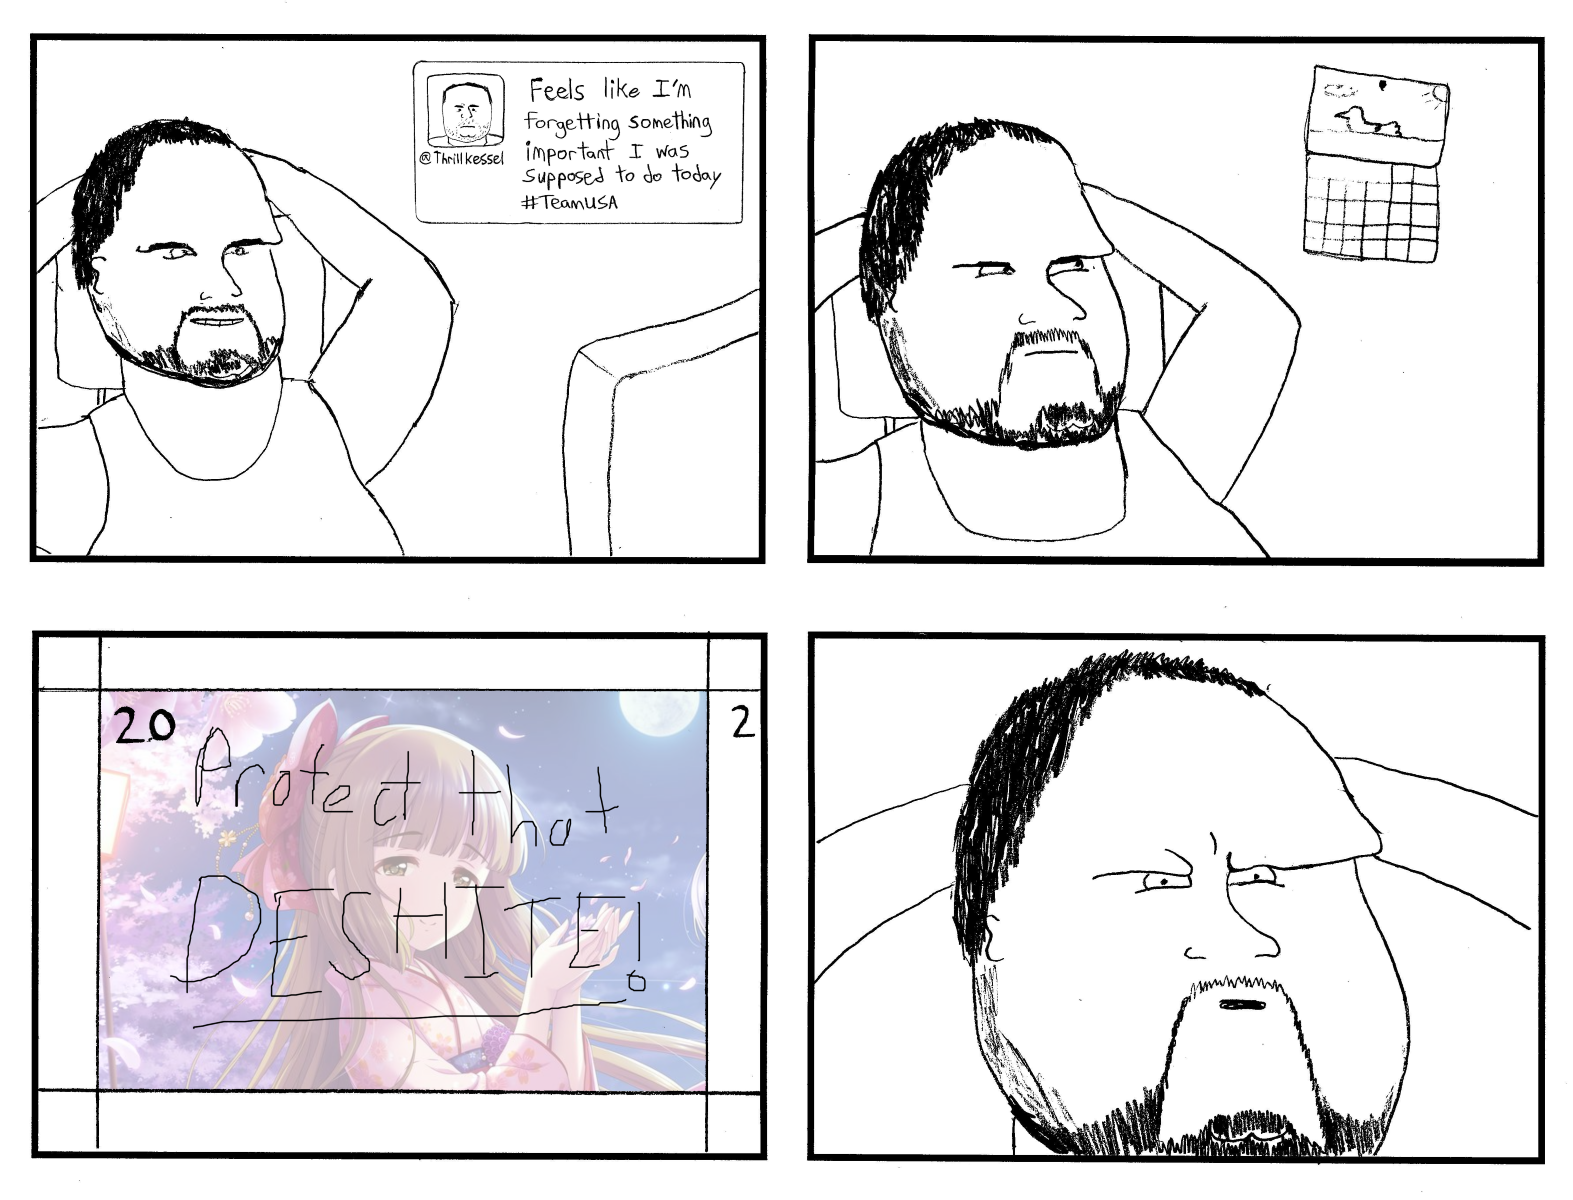 Feels like I'm
forgetting something
@Thrillkessel
important I was
supposed to do today
#TeamUSA
20
2
Protect that
DESHITE!